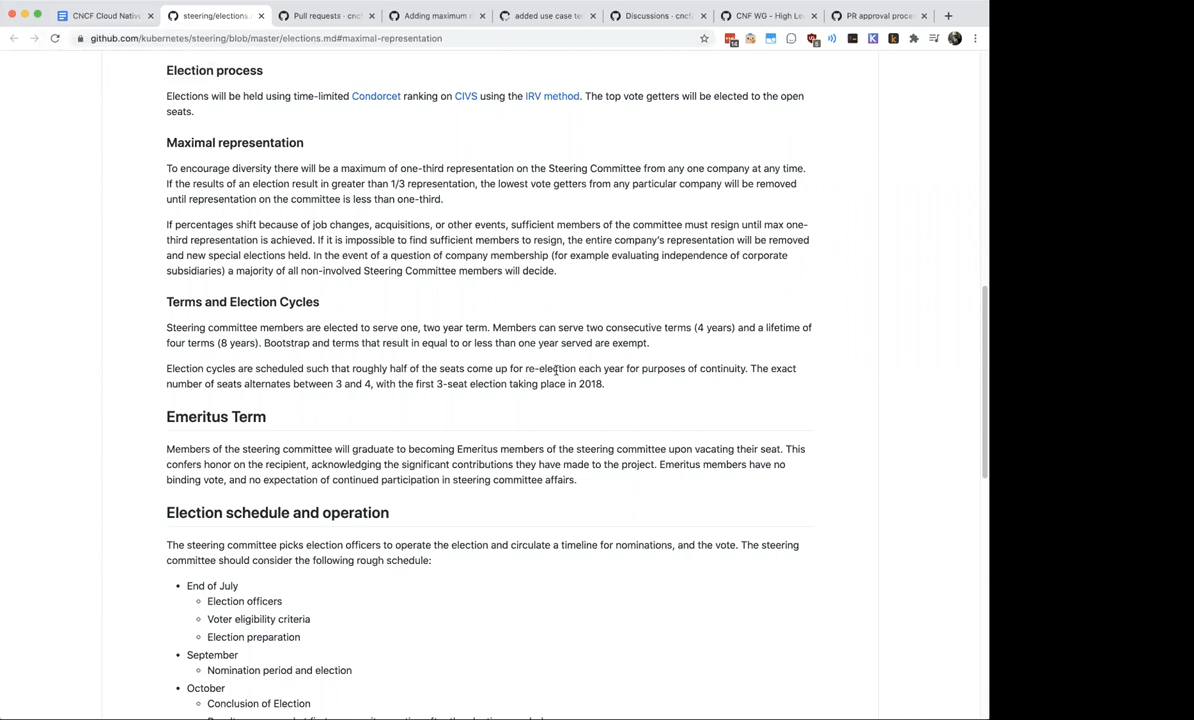 CNCF Cloud Native
steering/elections.
Pull requests · cncf
Adding maximum
added use case te
Discussions · cncf
CNF WG - High Le
PR approval proce
github.com/kubernetes/steering/blob/master/elections.md#maximal-representation
Election process
Elections will be held using time-limited Condorcet ranking on CIVS using the IRV method. The top vote getters will be elected to the open
seats.
Maximal representation
To encourage diversity there will be a maximum of one-third representation on the Steering Committee from any one company at any time.
If the results of an election result in greater than 1/3 representation, the lowest vote getters from any particular company will be removed
until representation on the committee is less than one-third.
If percentages shift because of job changes, acquisitions, or other events, sufficient members of the committee must resign until max one-
third representation is achieved. If it is impossible to find sufficient members to resign, the entire company's representation will be removed
and new special elections held. In the event of a question of company membership (for example evaluating independence of corporate
subsidiaries) a majority of all non-involved Steering Committee members will decide.
Terms and Election Cycles
Steering committee members are elected to serve one, two year term. Members can serve two consecutive terms (4 years) and a lifetime of
four terms (8 years). Bootstrap and terms that result in equal to or less than one year served are exempt.
Election cycles are scheduled such that roughly half of the seats come up for re-election each year for purposes of continuity. The exact
number of seats alternates between 3 and 4, with the first 3-seat election taking place in 2018.
Emeritus Term
Members of the steering committee will graduate to becoming Emeritus members of the steering committee upon vacating their seat. This
confers honor on the recipient, acknowledging the significant contributions they have made to the project. Emeritus members have no
binding vote, and no expectation of continued participation in steering committee affairs.
Election schedule and operation
The steering committee picks election officers to operate the election and circulate a timeline for nominations, and the vote. The steering
committee should consider the following rough schedule:
• End of July
◦ Election officers
◦ Voter eligibility criteria
◦ Election preparation
• September
◦ Nomination period and election
• October
◦ Conclusion of Election